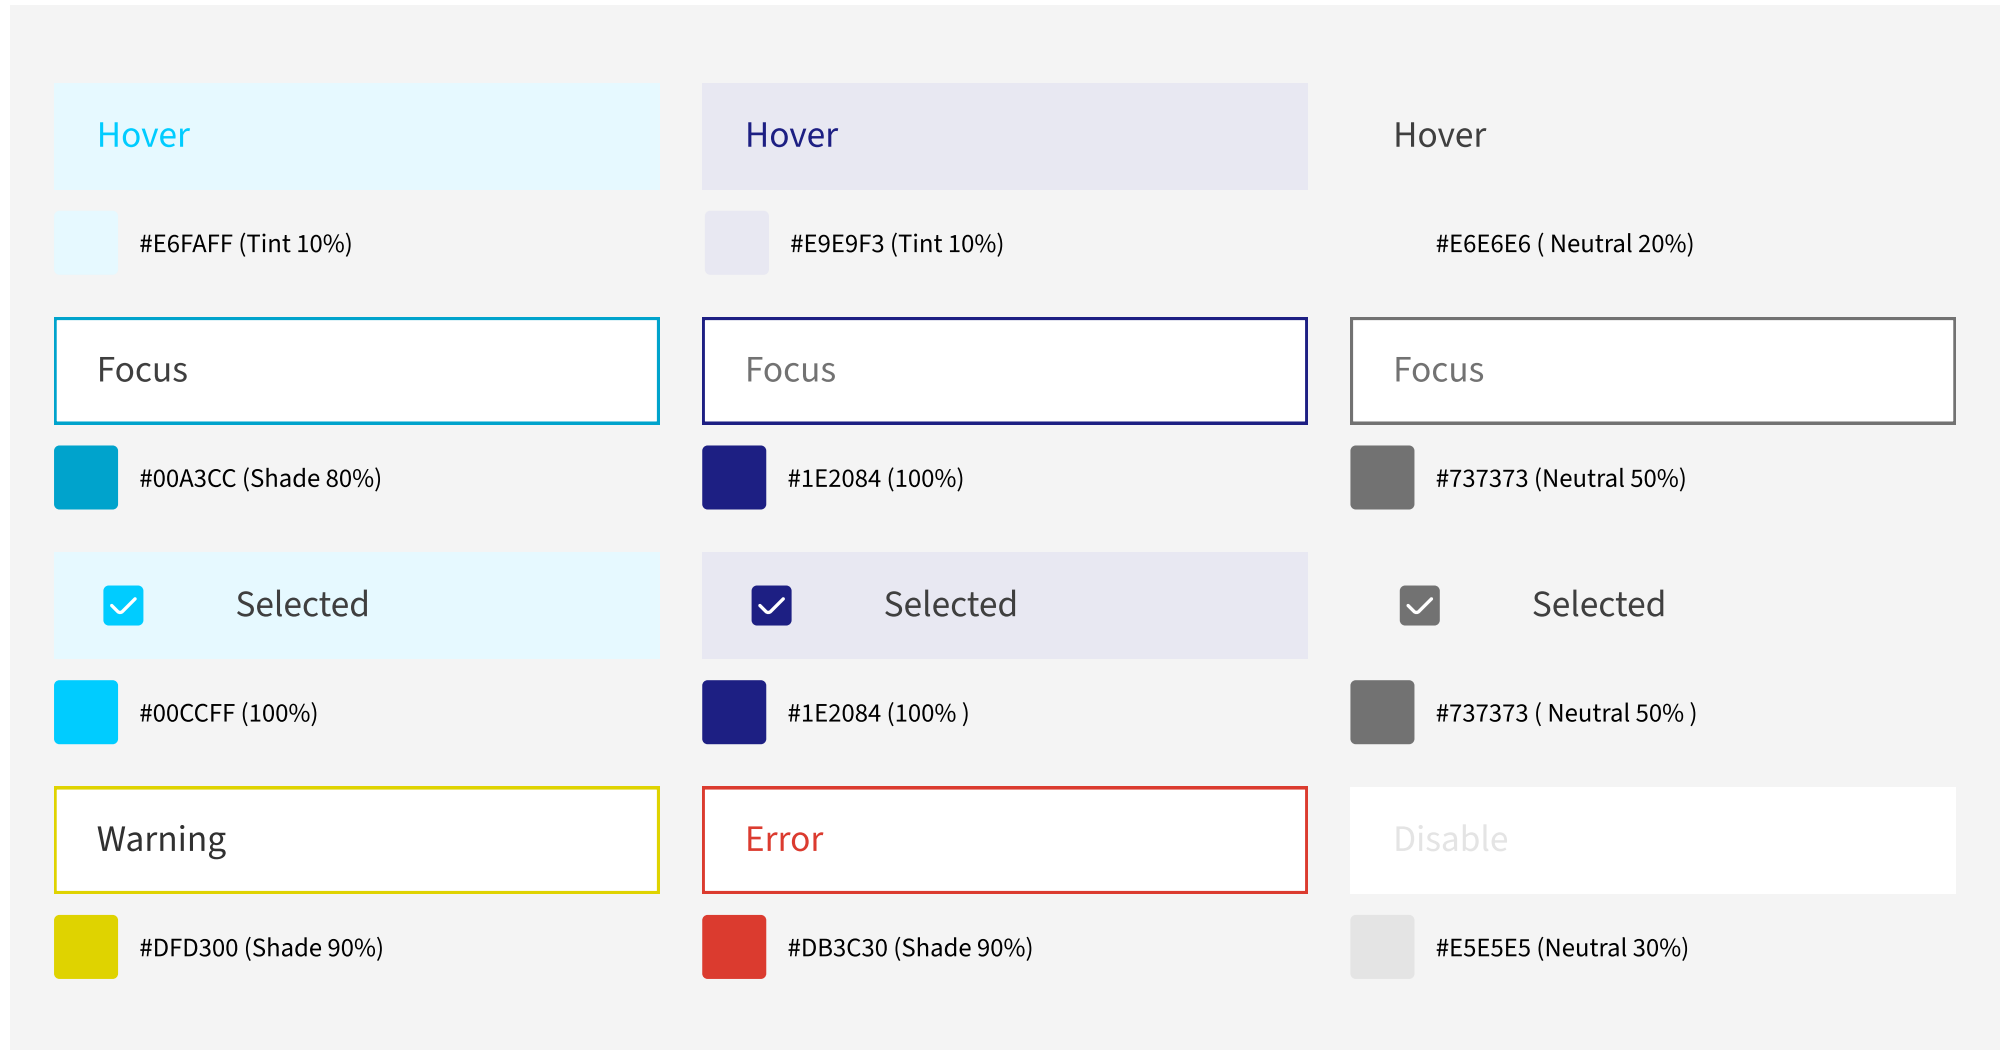 Hover
Hover
Hover
#E6FAFF (Tint 10%)
#E9E9F3 (Tint 10%)
#E6E6E6 ( Neutral 20%)
Focus
Focus
Focus
#00A3CC (Shade 80%)
#1E2084 (100%)
#737373 (Neutral 50%)
Selected
Selected
Selected
#00CCFF (100%)
#1E2084 (100% )
#737373 ( Neutral 50% )
Warning
Error
Disable
#DFD300 (Shade 90%)
#DB3C30 (Shade 90%)
#E5E5E5 (Neutral 30%)